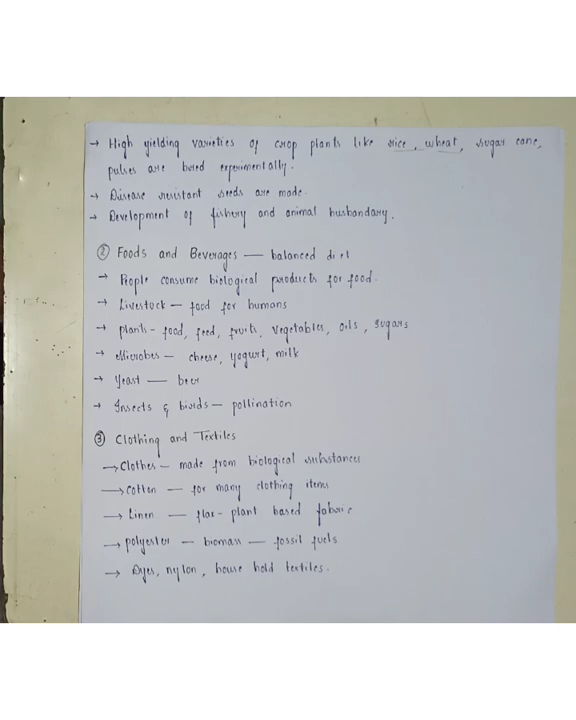 → High yielding varieties of crop plants like rice, wheat, sugar cane,
pulses are bred experimentally.
→ Disease resistant seeds are made.
→ Development of fishery and animal husbandary.
② Foods and Beverages — balanced diet
→ People consume biological products for food.
→ Livestock — food for humans
→ plants - food, feed, fruits, vegetables, oils, sugars
→ Microbes — cheese, yogurt, milk
→ Yeast — beer
→ Insects & birds — pollination
③ Clothing and Textiles
→ Clothes — made from biological substances
→ cotton — for many clothing items
→ Linen — flax - plant based fabric
→ polyester — biomass — fossil fuels
→ Dyes, nylon, house hold textiles.